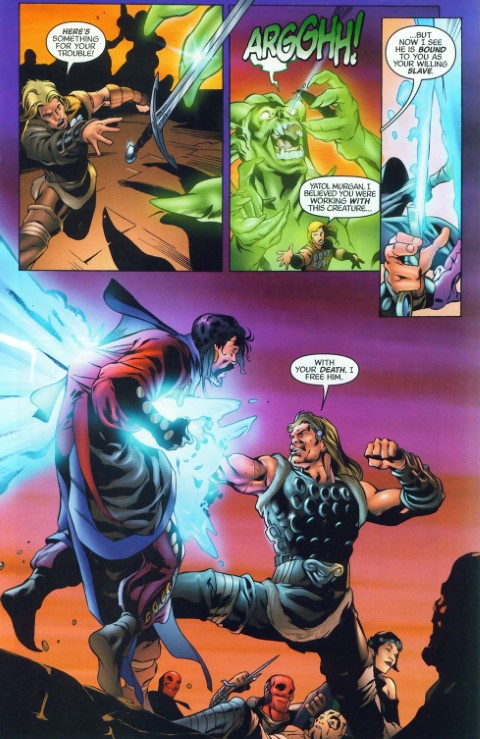 HERE'S
SOMETHING
FOR YOUR
TROUBLE!
ARGGHH!
YATOL MURGAN, I
BELIEVED YOU WERE
WORKING WITH
THIS CREATURE...
...BUT
NOW I SEE
HE IS BOUND
TO YOU AS
YOUR WILLING
SLAVE.
WITH
YOUR DEATH, I
FREE HIM.